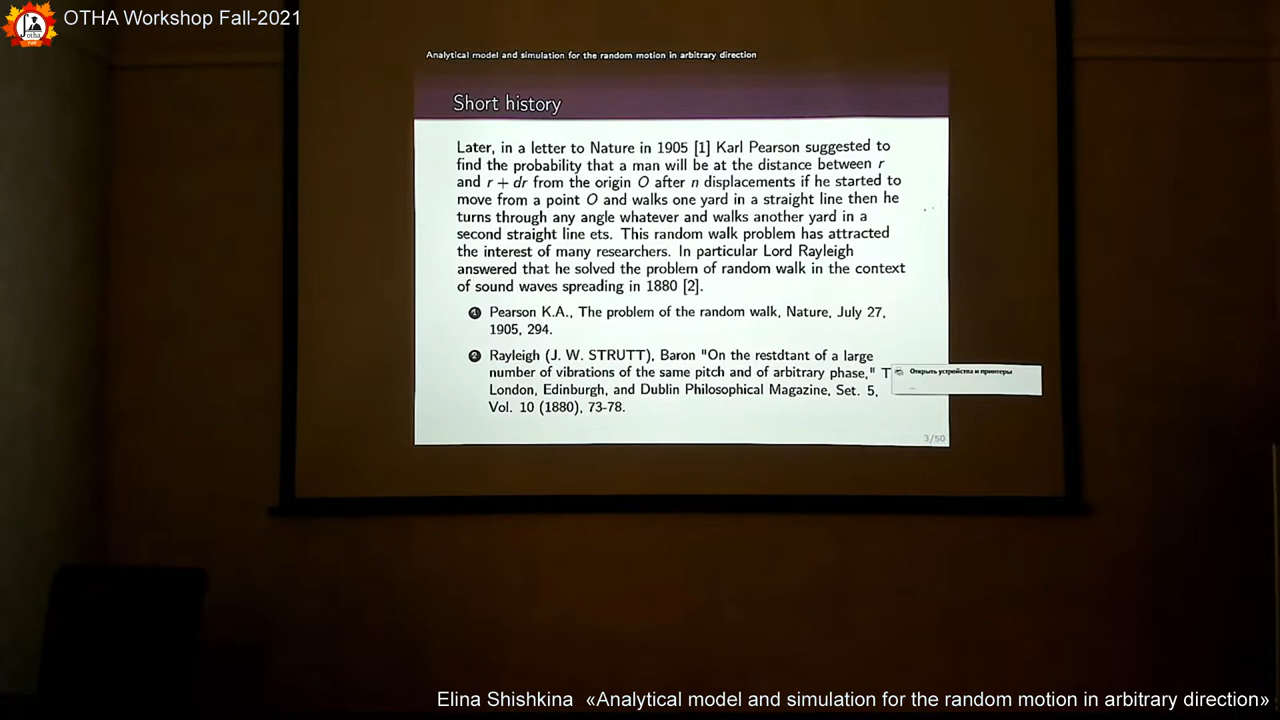 OTHA Workshop Fall-2021
Analytical model and simulation for the random motion in arbitrary direction
Short history
Later, in a letter to Nature in 1905 [1] Karl Pearson suggested to
find the probability that a man will be at the distance between r
and r + dr from the origin O after n displacements if he started to
move from a point O and walks one yard in a straight line then he
turns through any angle whatever and walks another yard in a
second straight line ets. This random walk problem has attracted
the interest of many researchers. In particular Lord Rayleigh
answered that he solved the problem of random walk in the context
of sound waves spreading in 1880 [2].
1 Pearson K.A., The problem of the random walk, Nature, July 27,
1905, 294.
2 Rayleigh (J. W. STRUTT), Baron "On the restdtant of a large
number of vibrations of the same pitch and of arbitrary phase," T
London, Edinburgh, and Dublin Philosophical Magazine, Set. 5,
Vol. 10 (1880), 73-78.
Открыть устройства и принтеры
3/50
Elina Shishkina «Analytical model and simulation for the random motion in arbitrary direction»